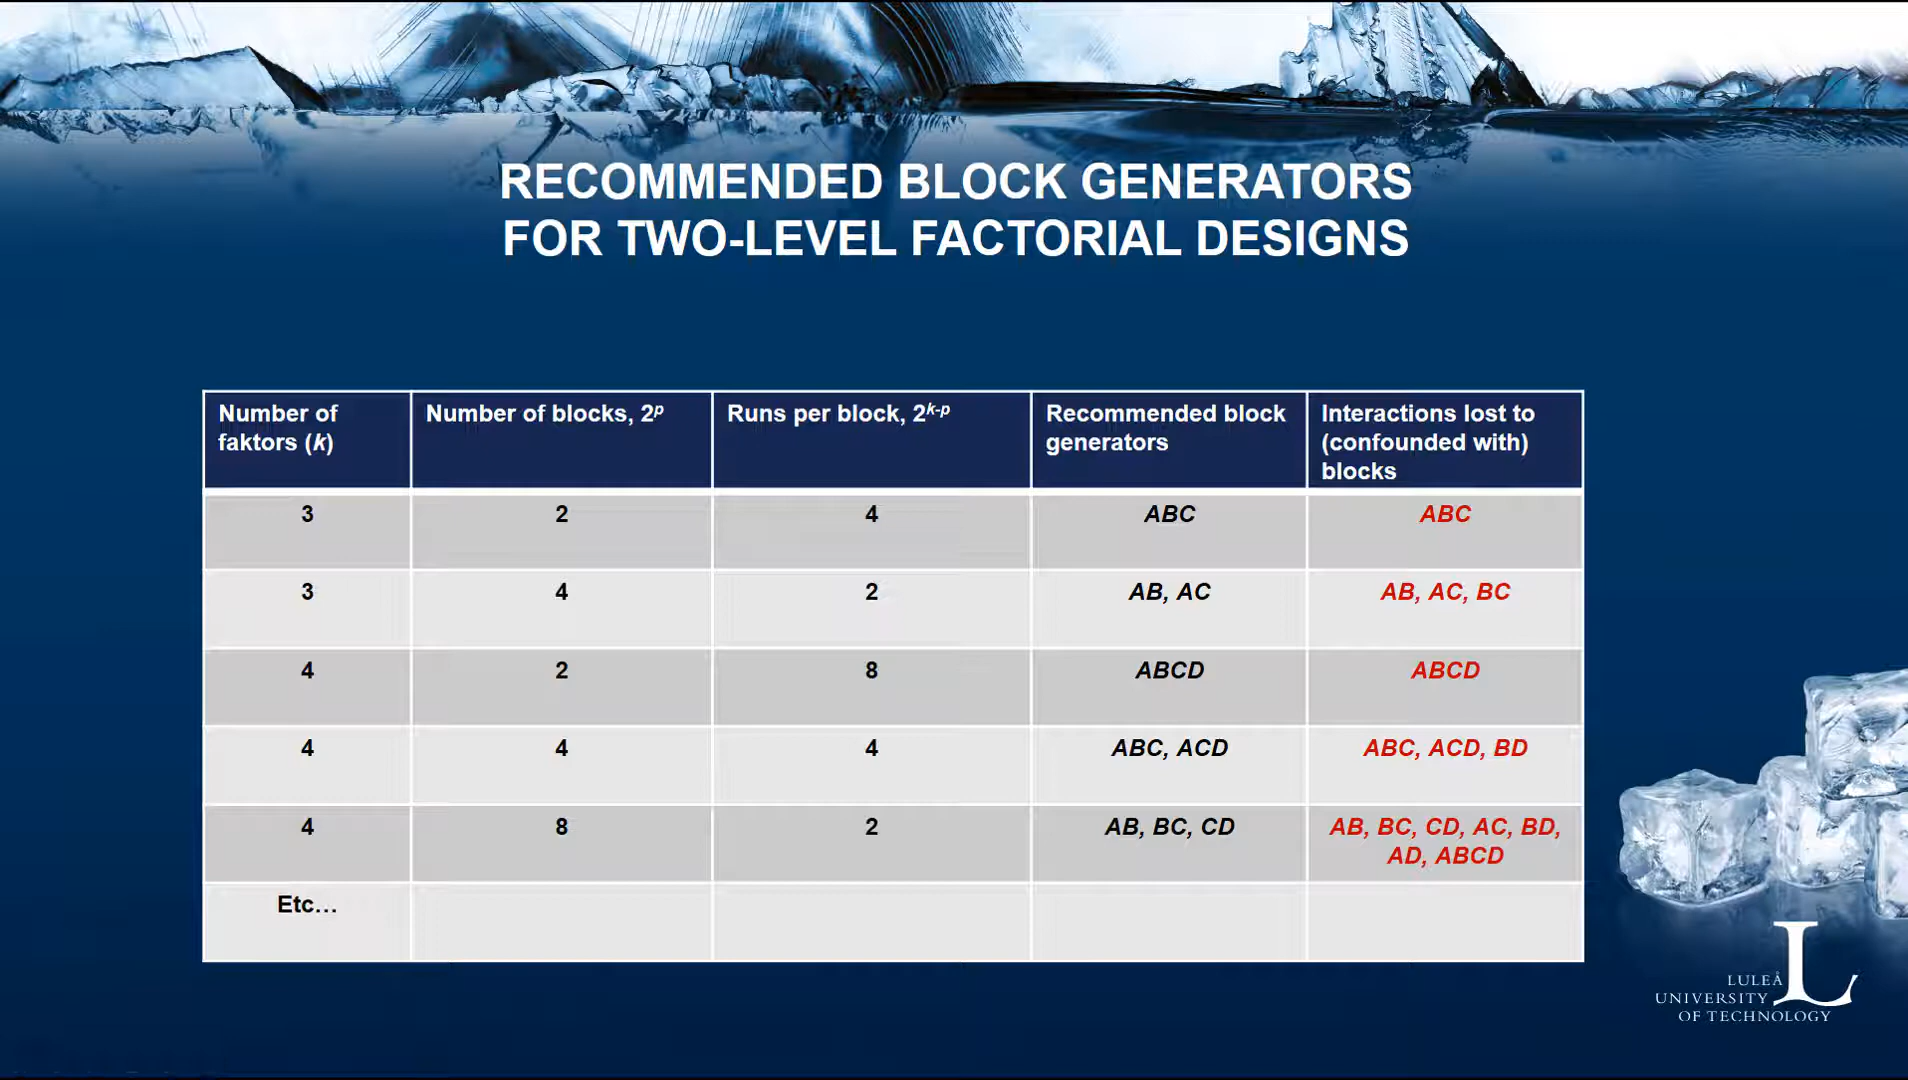 RECOMMENDED BLOCK GENERATORS
FOR TWO-LEVEL FACTORIAL DESIGNS
Number of faktors (k) | Number of blocks, 2^p | Runs per block, 2^k-p | Recommended block generators | Interactions lost to (confounded with) blocks
3 | 2 | 4 | ABC | ABC
3 | 4 | 2 | AB, AC | AB, AC, BC
4 | 2 | 8 | ABCD | ABCD
4 | 4 | 4 | ABC, ACD | ABC, ACD, BD
4 | 8 | 2 | AB, BC, CD | AB, BC, CD, AC, BD, AD, ABCD
Etc…
LULEÅ
UNIVERSITY
OF TECHNOLOGY
L